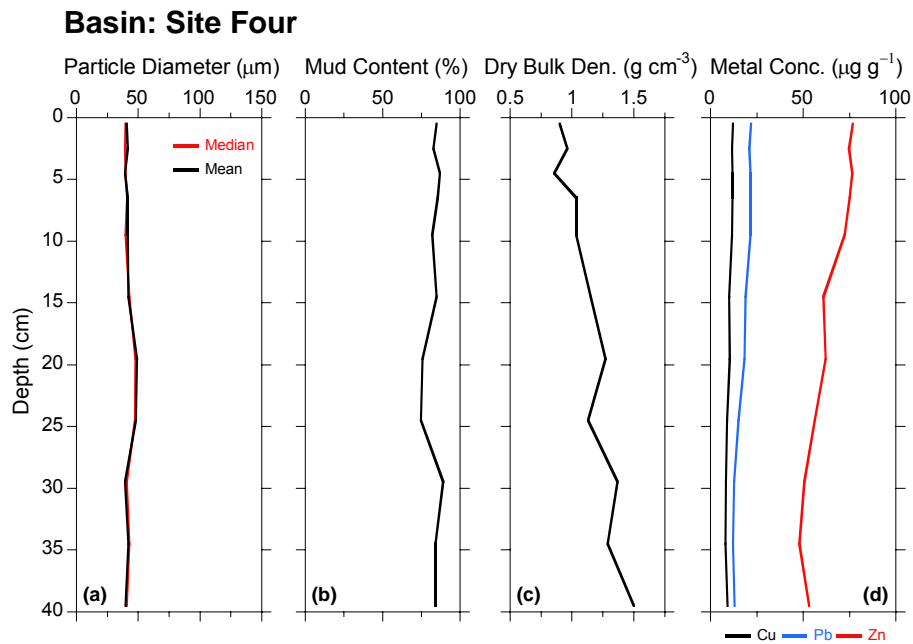 Basin: Site Four
Particle Diameter (μm) Mud Content (%) Dry Bulk Den. (g cm⁻³) Metal Conc. (μg g⁻¹)
0 50 100 150 0 50 100 0.5 1 1.5 0 50 100
0
Median
Mean
5
10
15
20
25
30
35
40
Depth (cm)
(a) (b) (c) (d)
Cu Pb Zn